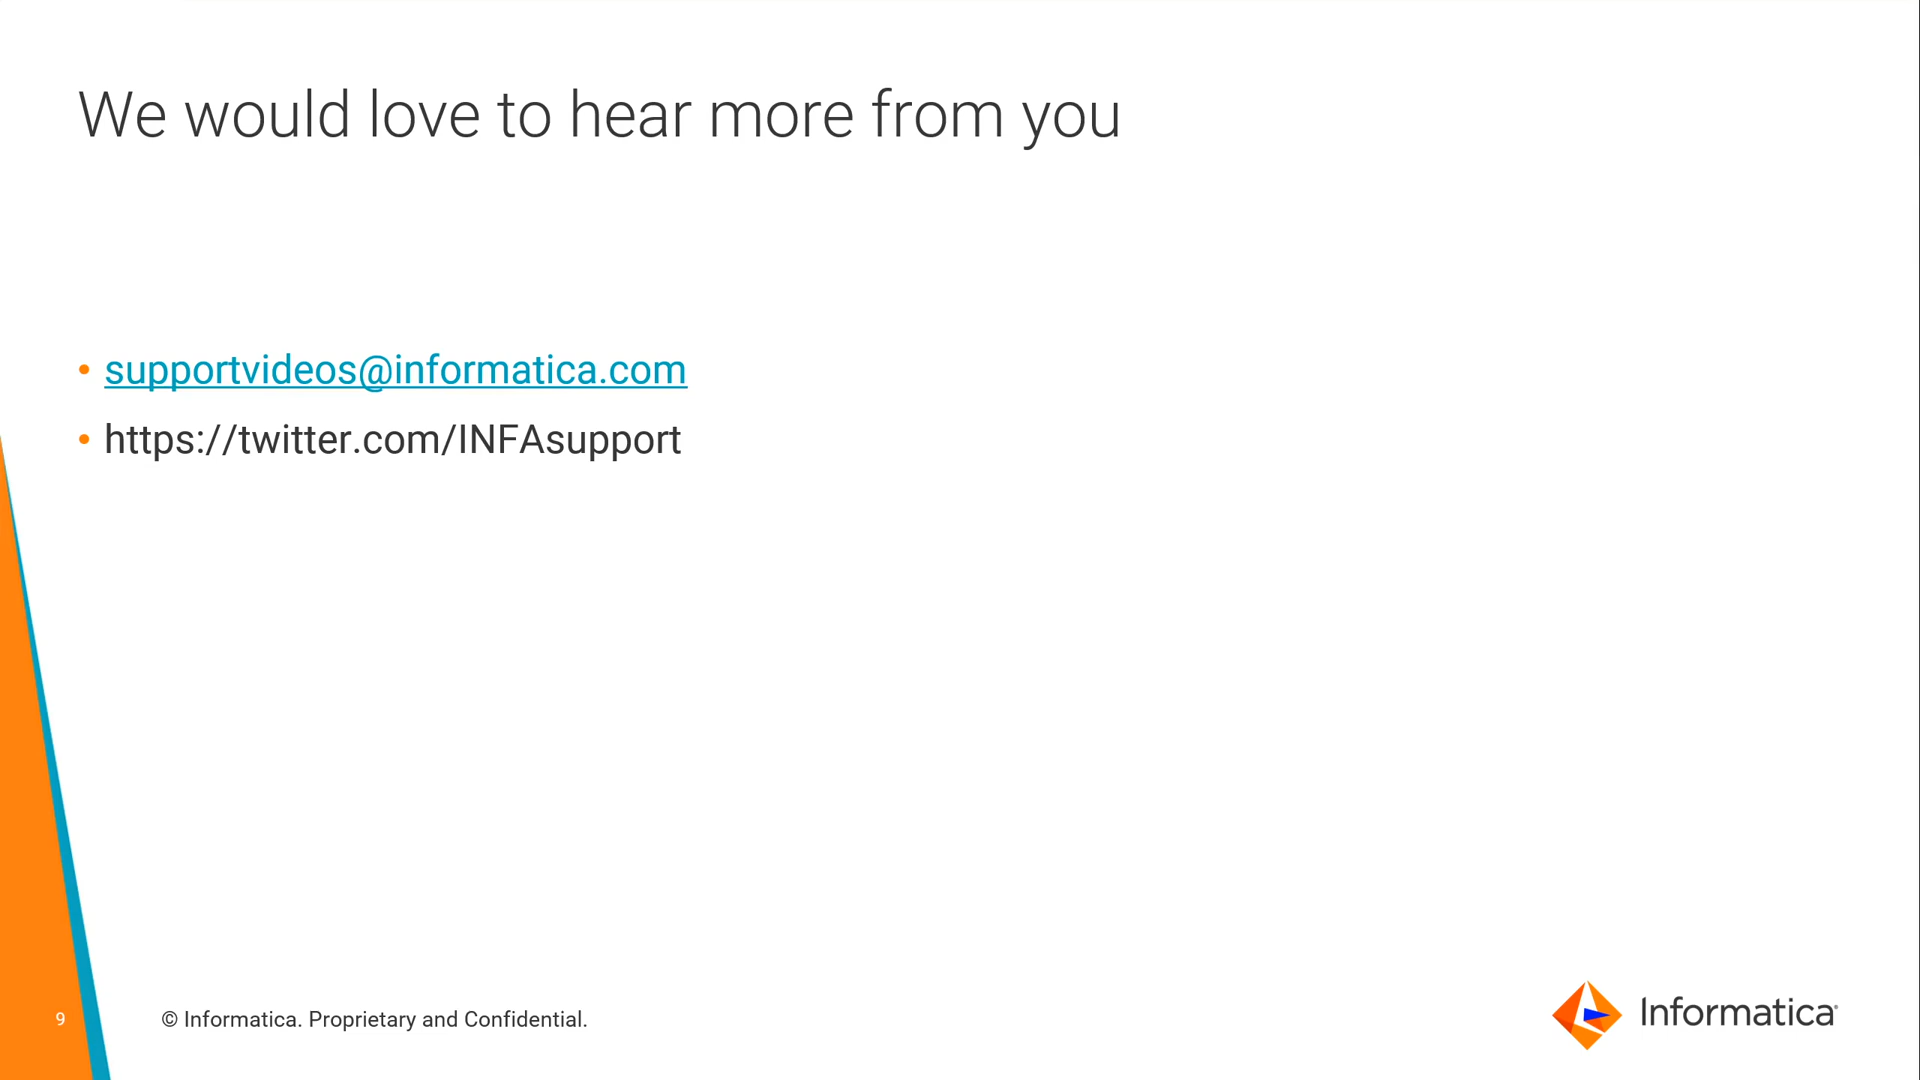 We would love to hear more from you
• supportvideos@informatica.com
• https://twitter.com/INFAsupport
9
© Informatica. Proprietary and Confidential.
Informatica